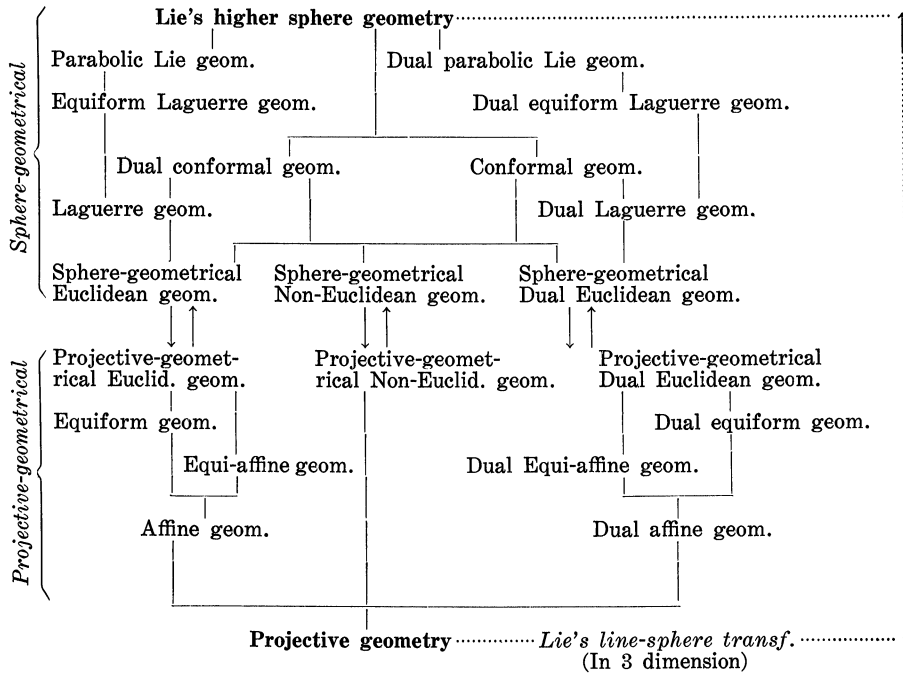 Lie's higher sphere geometry
Parabolic Lie geom.
Dual parabolic Lie geom.
Equiform Laguerre geom.
Dual equiform Laguerre geom.
Sphere-geometrical
Dual conformal geom.
Conformal geom.
Laguerre geom.
Dual Laguerre geom.
Sphere-geometrical
Euclidean geom.
Sphere-geometrical
Non-Euclidean geom.
Sphere-geometrical
Dual Euclidean geom.
Projective-geometrical
Projective-geomet-
rical Euclid. geom.
Projective-geomet-
rical Non-Euclid. geom.
Projective-geometrical
Dual Euclidean geom.
Equiform geom.
Dual equiform geom.
Equi-affine geom.
Dual Equi-affine geom.
Affine geom.
Dual affine geom.
Projective geometry
Lie's line-sphere transf.
(In 3 dimension)